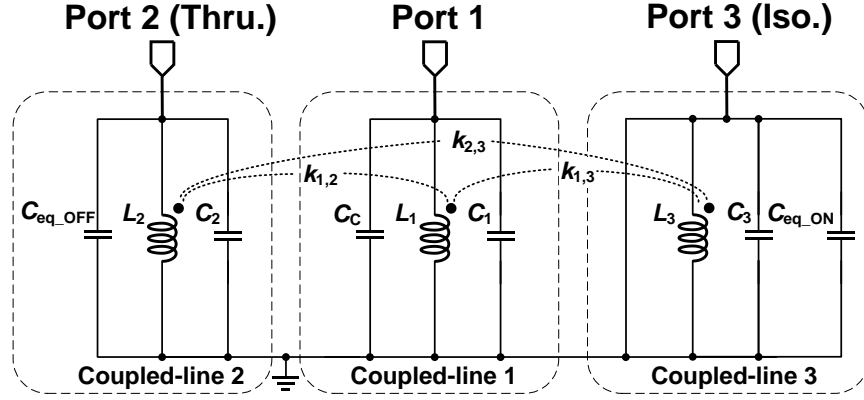 Port 2 (Thru.) Port 1 Port 3 (Iso.)
k2,3
k1,2 k1,3
Ceq_OFF L2 C2 CC L1 C1 L3 C3 Ceq_ON
Coupled-line 2 Coupled-line 1 Coupled-line 3